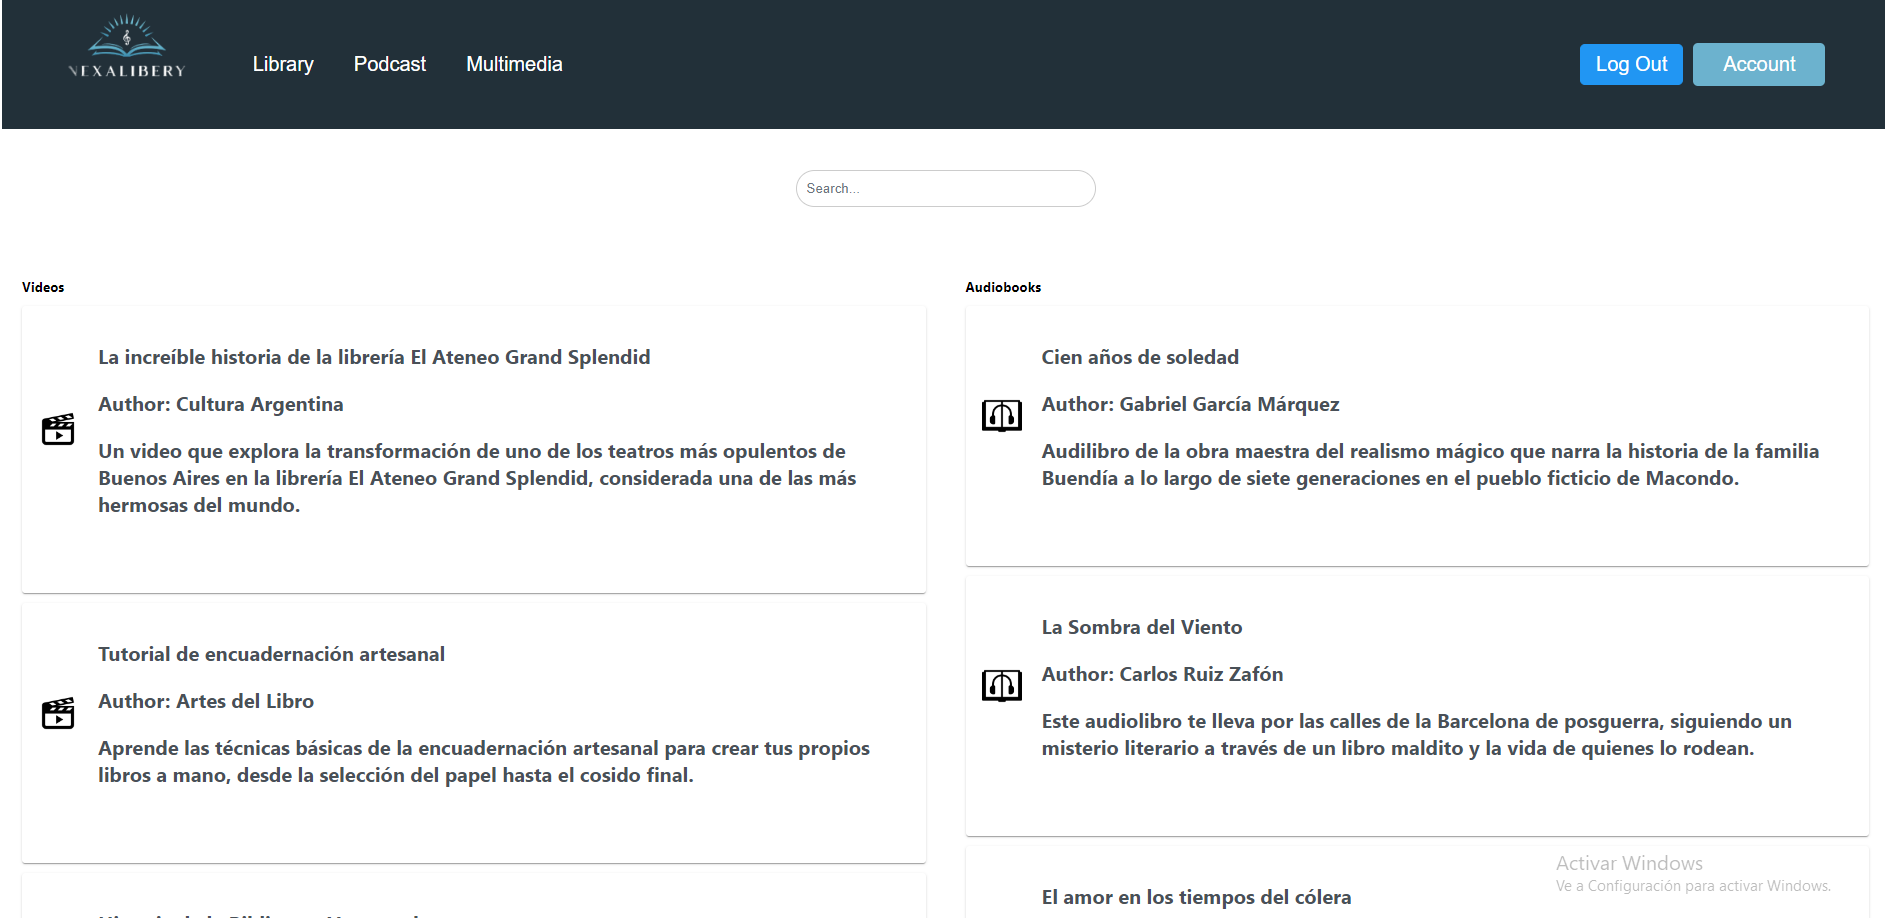 NEXALIBERY
Library
Podcast
Multimedia
Log Out
Account
Search...
Videos
La increíble historia de la librería El Ateneo Grand Splendid
Author: Cultura Argentina
Un video que explora la transformación de uno de los teatros más opulentos de
Buenos Aires en la librería El Ateneo Grand Splendid, considerada una de las más
hermosas del mundo.
Tutorial de encuadernación artesanal
Author: Artes del Libro
Aprende las técnicas básicas de la encuadernación artesanal para crear tus propios
libros a mano, desde la selección del papel hasta el cosido final.
Audiobooks
Cien años de soledad
Author: Gabriel García Márquez
Audilibro de la obra maestra del realismo mágico que narra la historia de la familia
Buendía a lo largo de siete generaciones en el pueblo ficticio de Macondo.
La Sombra del Viento
Author: Carlos Ruiz Zafón
Este audiolibro te lleva por las calles de la Barcelona de posguerra, siguiendo un
misterio literario a través de un libro maldito y la vida de quienes lo rodean.
El amor en los tiempos del cólera
Activar Windows
Ve a Configuración para activar Windows.